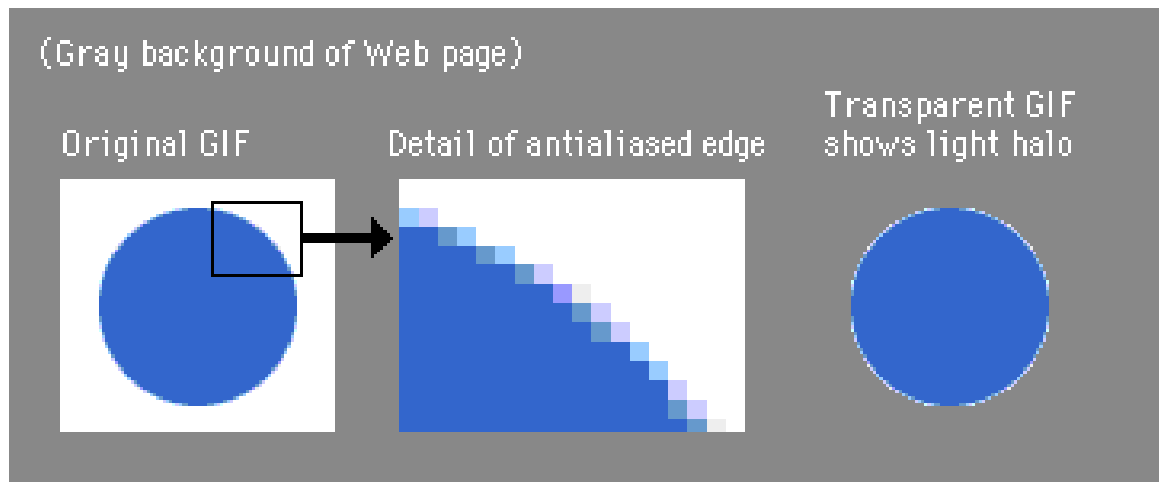 (Gray background of Web page)
Original GIF
Detail of antialiased edge
Transparent GIF
shows light halo